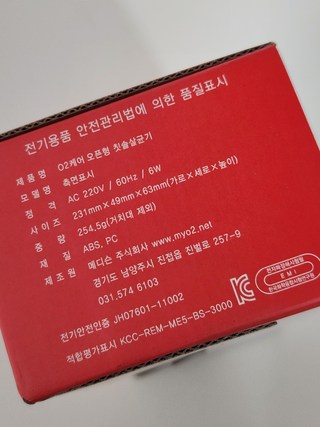 전기용품 안전관리법에 의한 품질표시
제 품 명 O2케어 오픈형 칫솔살균기
모 델 명 측면표시
정 격 AC 220V / 60Hz / 6W
사 이 즈 231mm×49mm×63mm(가로×세로×높이)
중 량 254.5g(거치대 제외)
재 질 ABS, PC
제 조 원 메디슨 주식회사 www.myo2.net
경기도 남양주시 진접읍 진벌로 257-9
031.574 6103
전기안전인증 JH07601-11002
적합평가표시 KCC-REM-ME5-BS-3000
EMI